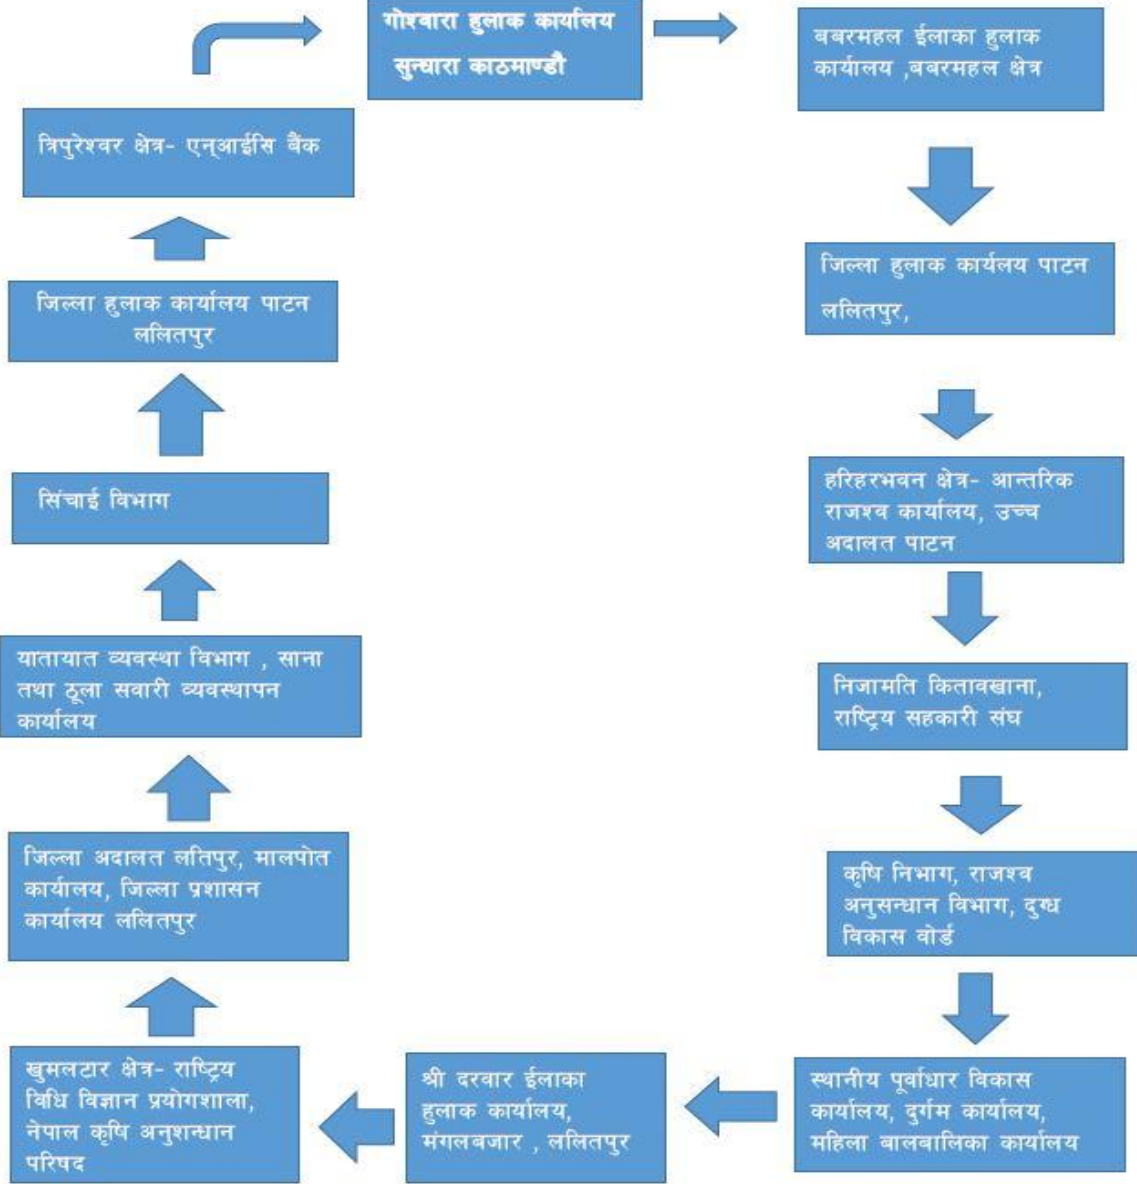 गोश्वारा हुलाक कार्यालिय
सुन्धारा काठमाण्डौ
बबरमहल ईलाका हुलाक
कार्यालय ,बबरमहल क्षेत्र
जिल्ला हुलाक कार्यलय पाटन
ललितपुर,
हरिहरभवन क्षेत्र- आन्तरिक
राजश्व कार्यालय, उच्च
अदालत पाटन
निजामति कितावखाना,
राष्ट्रिय सहकारी संघ
कृषि निभाग, राजश्व
अनुसन्धान विभाग, दुग्ध
विकास वोर्ड
स्थानीय पूर्वाधार विकास
कार्यालय, दुर्गम कार्यालय,
महिला बालबालिका कार्यालय
श्री दरवार ईलाका
हुलाक कार्यालय,
मंगलबजार , ललितपुर
खुमलटार क्षेत्र- राष्ट्रिय
विधि विज्ञान प्रयोगशाला,
नेपाल कृषि अनुशन्धान
परिषद
जिल्ला अदालत लतिपुर, मालपोत
कार्यालय, जिल्ला प्रशासन
कार्यालय ललितपुर
यातायात व्यवस्था विभाग , साना
तथा ठूला सवारी व्यवस्थापन
कार्यालय
सिंचाई विभाग
जिल्ला हुलाक कार्यालय पाटन
ललितपुर
त्रिपुरेश्वर क्षेत्र- एन्आईसि बैंक